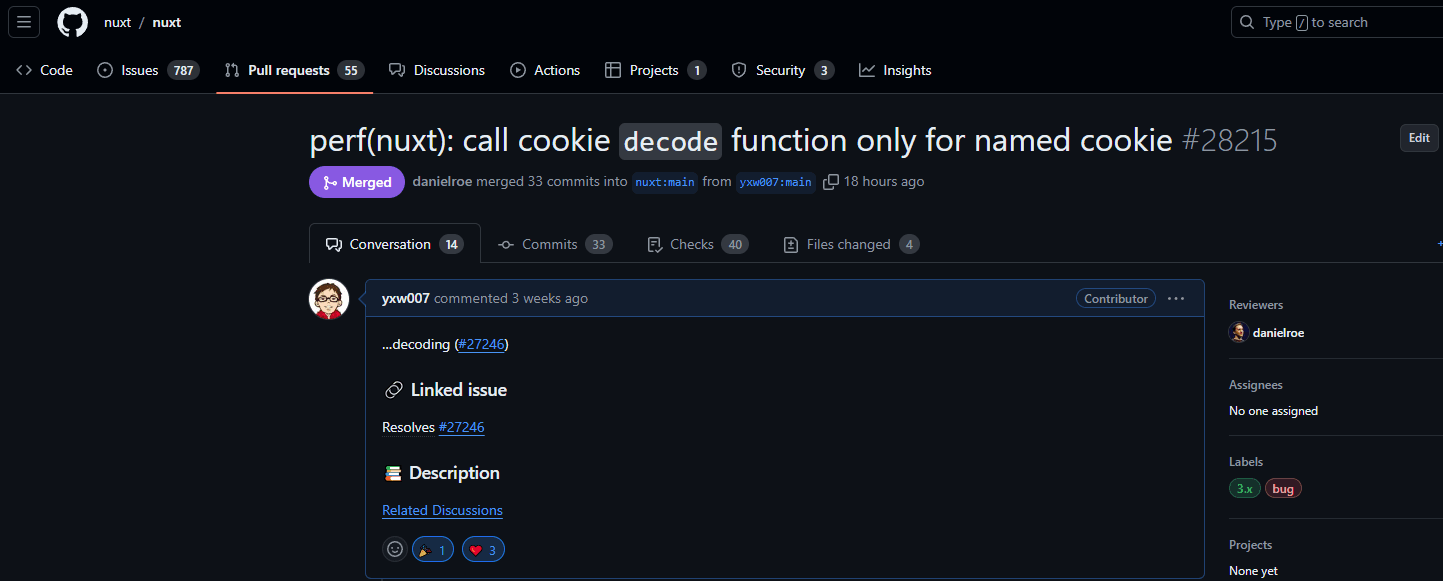 nuxt / nuxt
Type / to search
Code Issues 787 Pull requests 55 Discussions Actions Projects 1 Security 3 Insights
perf(nuxt): call cookie decode function only for named cookie #28215
Edit
Merged danielroe merged 33 commits into nuxt:main from yxw007:main 18 hours ago
Conversation 14 Commits 33 Checks 40 Files changed 4
yxw007 commented 3 weeks ago
Contributor
...decoding (#27246)
Linked issue
Resolves #27246
Description
Related Discussions
1 3
Reviewers
danielroe
Assignees
No one assigned
Labels
3.x bug
Projects
None yet